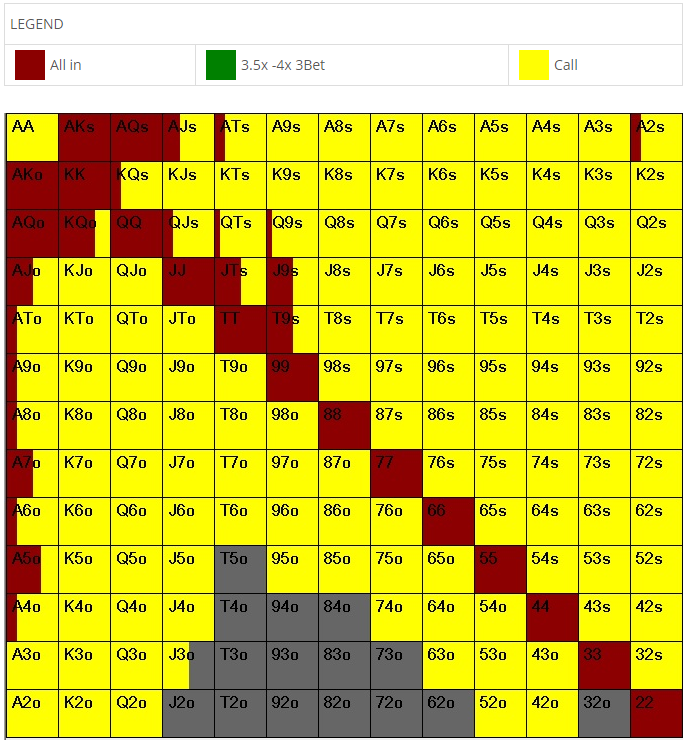 LEGEND
All in 3.5x -4x 3Bet Call
AA AKs AQs AJs ATs A9s A8s A7s A6s A5s A4s A3s A2s
AKo KK KQs KJs KTs K9s K8s K7s K6s K5s K4s K3s K2s
AQo KQo QQ QJs QTs Q9s Q8s Q7s Q6s Q5s Q4s Q3s Q2s
AJo KJo QJo JJ JTs J9s J8s J7s J6s J5s J4s J3s J2s
ATo KTo QTo JTo TT T9s T8s T7s T6s T5s T4s T3s T2s
A9o K9o Q9o J9o T9o 99 98s 97s 96s 95s 94s 93s 92s
A8o K8o Q8o J8o T8o 98o 88 87s 86s 85s 84s 83s 82s
A7o K7o Q7o J7o T7o 97o 87o 77 76s 75s 74s 73s 72s
A6o K6o Q6o J6o T6o 96o 86o 76o 66 65s 64s 63s 62s
A5o K5o Q5o J5o T5o 95o 85o 75o 65o 55 54s 53s 52s
A4o K4o Q4o J4o T4o 94o 84o 74o 64o 54o 44 43s 42s
A3o K3o Q3o J3o T3o 93o 83o 73o 63o 53o 43o 33 32s
A2o K2o Q2o J2o T2o 92o 82o 72o 62o 52o 42o 32o 22